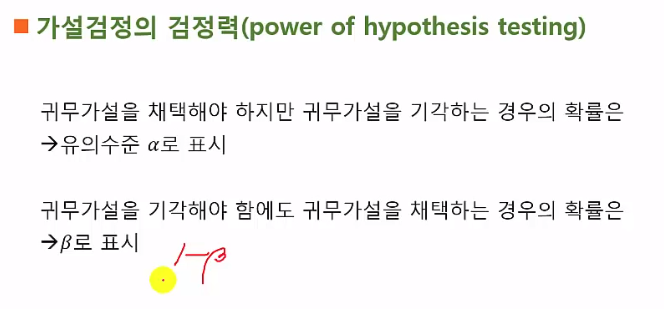 ■ 가설검정의 검정력(power of hypothesis testing)
귀무가설을 채택해야 하지만 귀무가설을 기각하는 경우의 확률은
→유의수준 α로 표시
귀무가설을 기각해야 함에도 귀무가설을 채택하는 경우의 확률은
→β로 표시
1-β